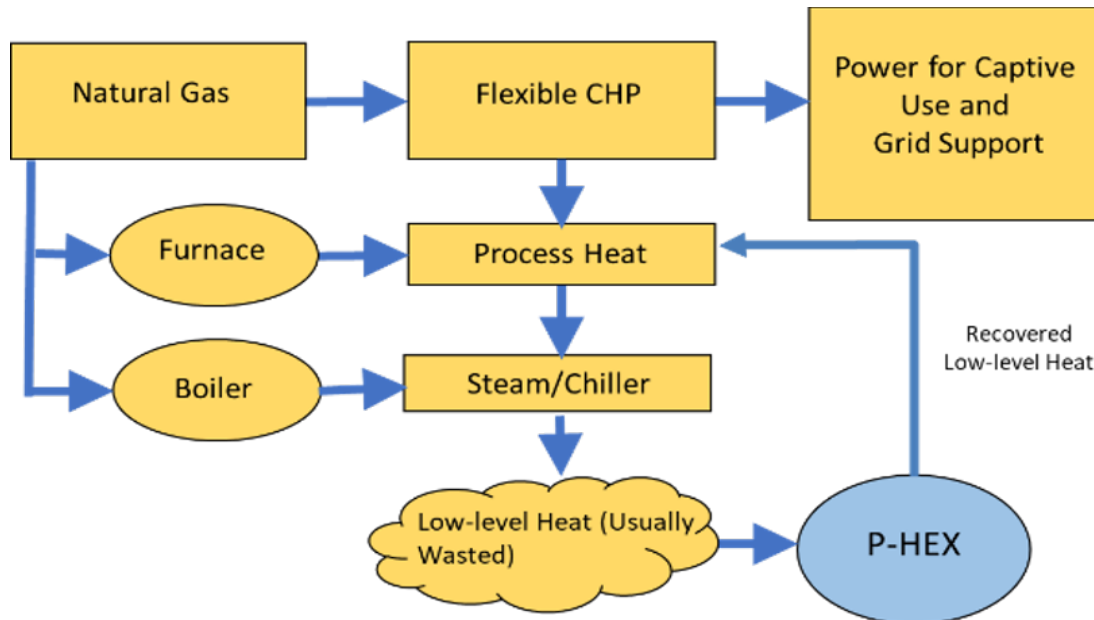 Natural Gas
Flexible CHP
Power for Captive
Use and
Grid Support
Furnace
Process Heat
Recovered
Low-level Heat
Boiler
Steam/Chiller
Low-level Heat (Usually
Wasted)
P-HEX